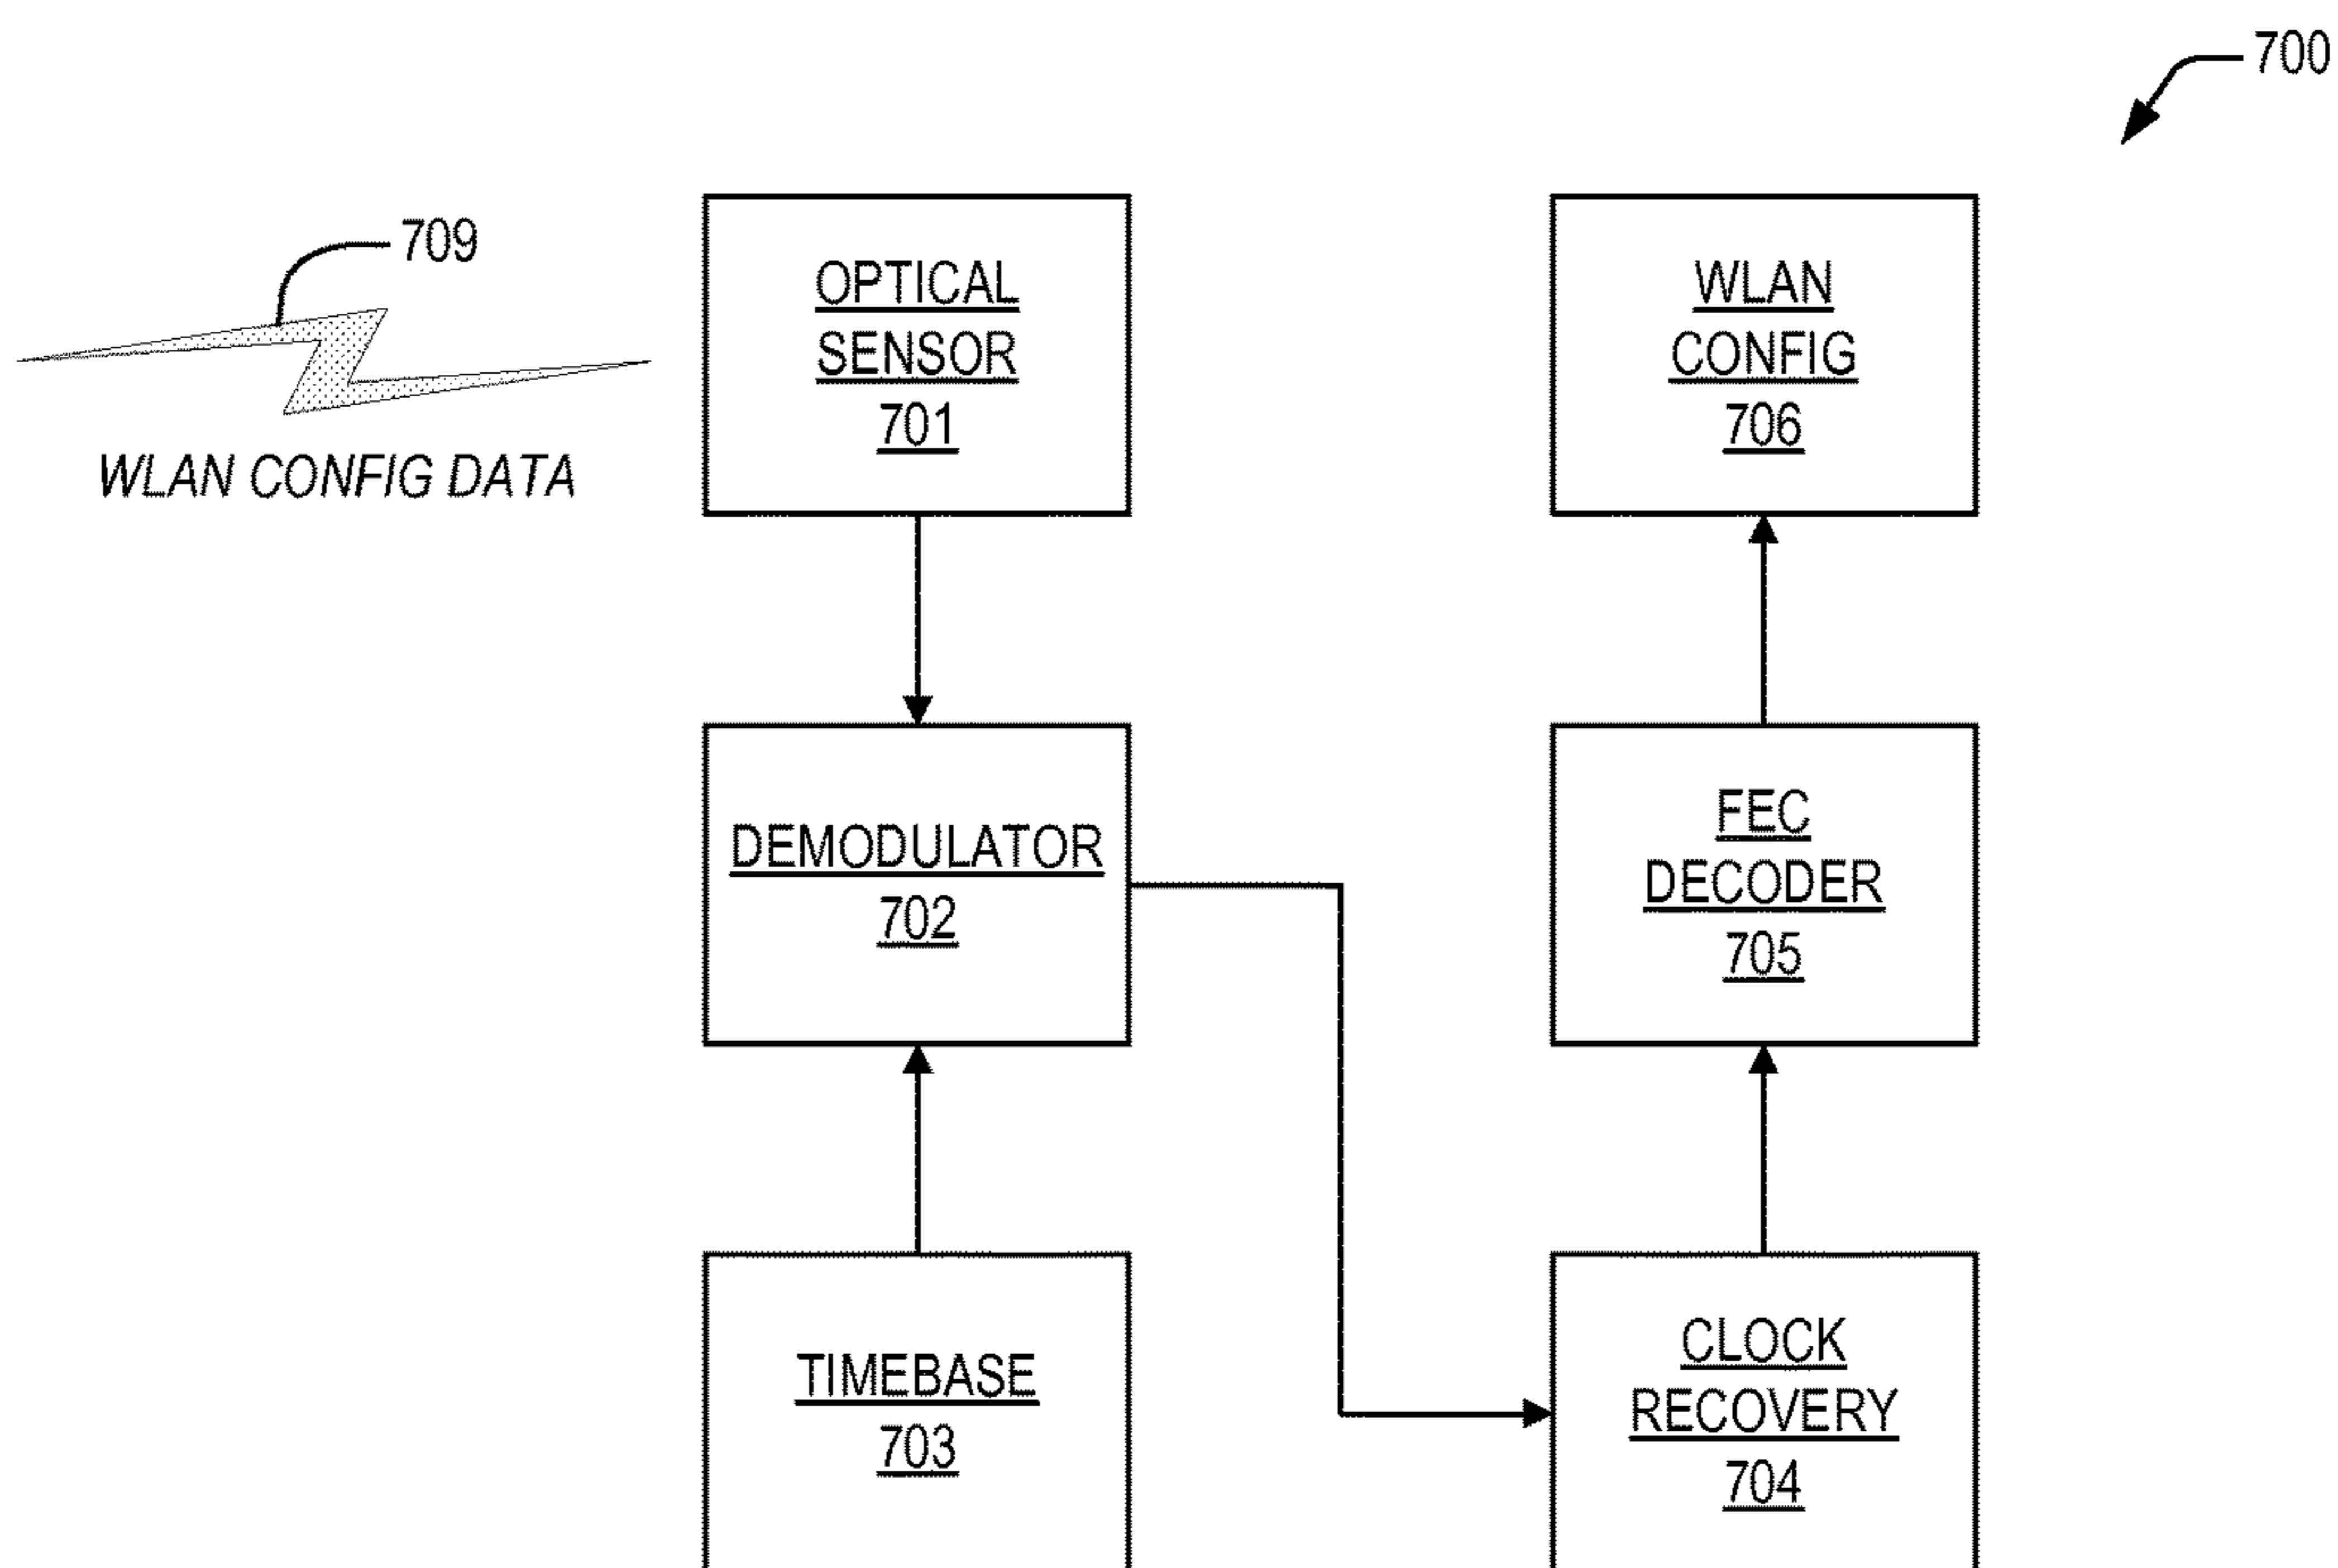 700
709
WLAN CONFIG DATA
OPTICAL
SENSOR
701
WLAN
CONFIG
706
DEMODULATOR
702
FEC
DECODER
705
TIMEBASE
703
CLOCK
RECOVERY
704